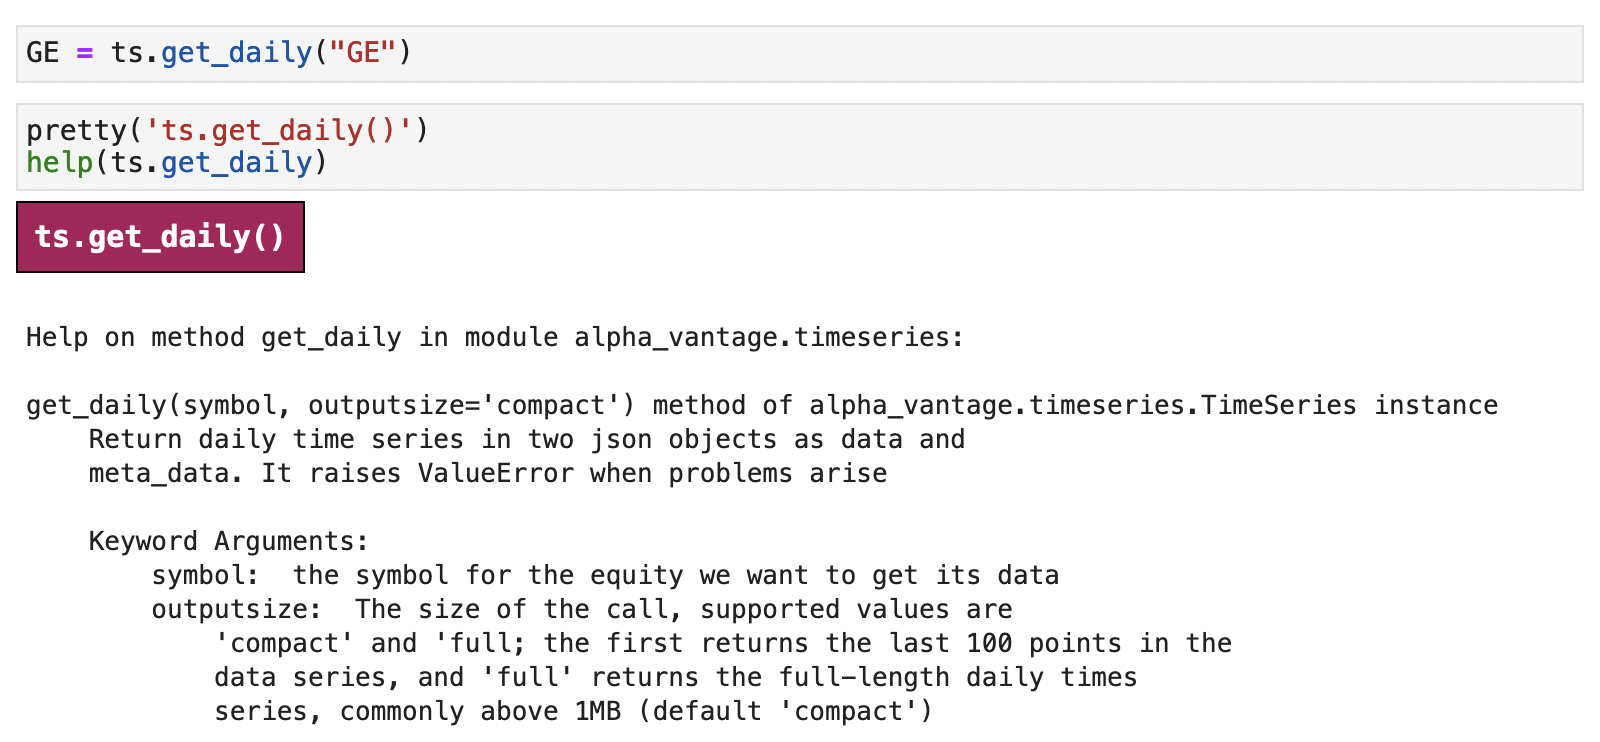 GE = ts.get_daily("GE")
pretty('ts.get_daily()')
help(ts.get_daily)
ts.get_daily()
Help on method get_daily in module alpha_vantage.timeseries:
get_daily(symbol, outputsize='compact') method of alpha_vantage.timeseries.TimeSeries instance
    Return daily time series in two json objects as data and
    meta_data. It raises ValueError when problems arise
    Keyword Arguments:
        symbol:  the symbol for the equity we want to get its data
        outputsize:  The size of the call, supported values are
            'compact' and 'full; the first returns the last 100 points in the
            data series, and 'full' returns the full-length daily times
            series, commonly above 1MB (default 'compact')